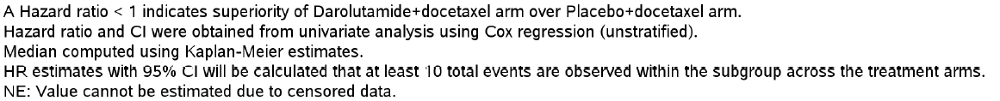 A Hazard ratio < 1 indicates superiority of Darolutamide+docetaxel arm over Placebo+docetaxel arm.
Hazard ratio and CI were obtained from univariate analysis using Cox regression (unstratified).
Median computed using Kaplan-Meier estimates.
HR estimates with 95% CI will be calculated that at least 10 total events are observed within the subgroup across the treatment arms.
NE: Value cannot be estimated due to censored data.